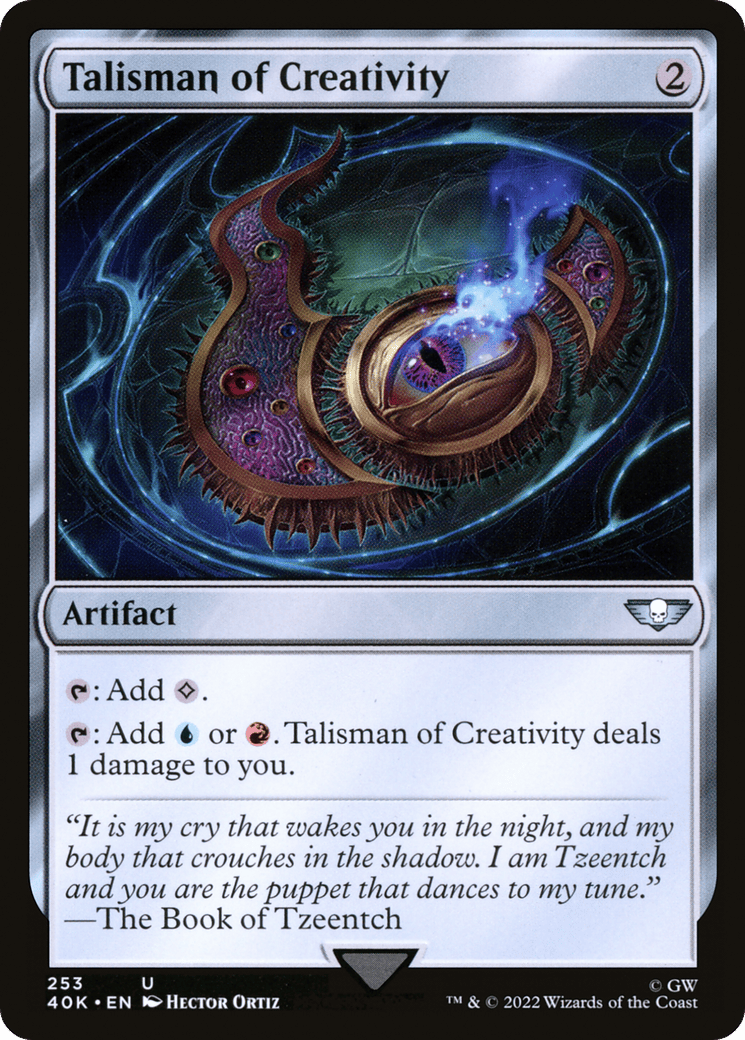 Talisman of Creativity 2
Artifact
: Add .
: Add or . Talisman of Creativity deals
1 damage to you.
“It is my cry that wakes you in the night, and my
body that crouches in the shadow. I am Tzeentch
and you are the puppet that dances to my tune.”
—The Book of Tzeentch
253 U © GW
40K • EN Hector Ortiz ™ & © 2022 Wizards of the Coast